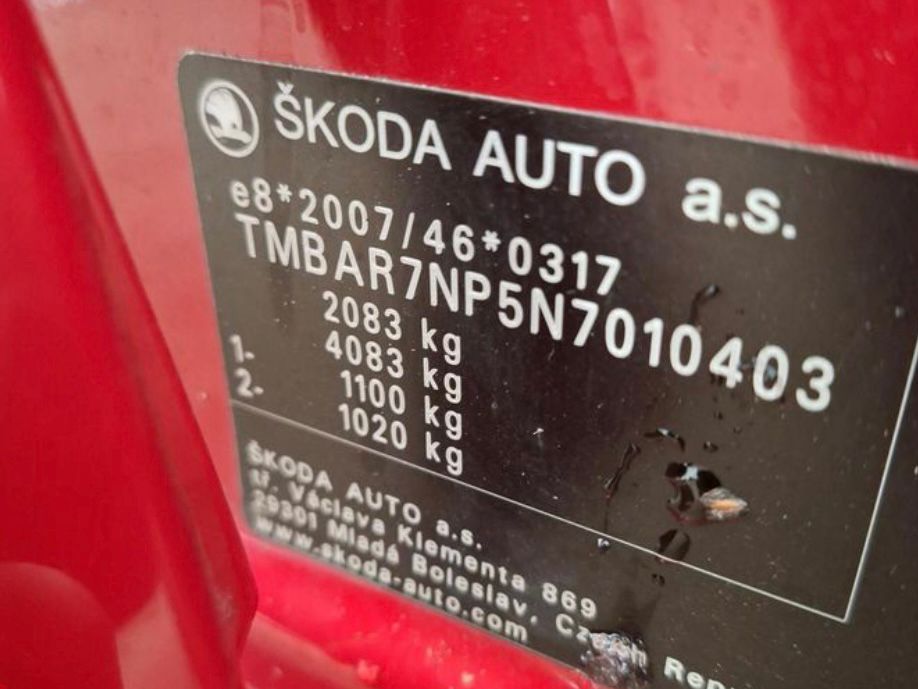 ŠKODA AUTO a.s.
e8*2007/46*0317
TMBAR7NP5N7010403
2083 kg
4083 kg
1- 1100 kg
2- 1020 kg
ŠKODA AUTO a.s.
tř. Václava Klementa 869
29301 Mladá Boleslav, Czech Rep
www.skoda-auto.com